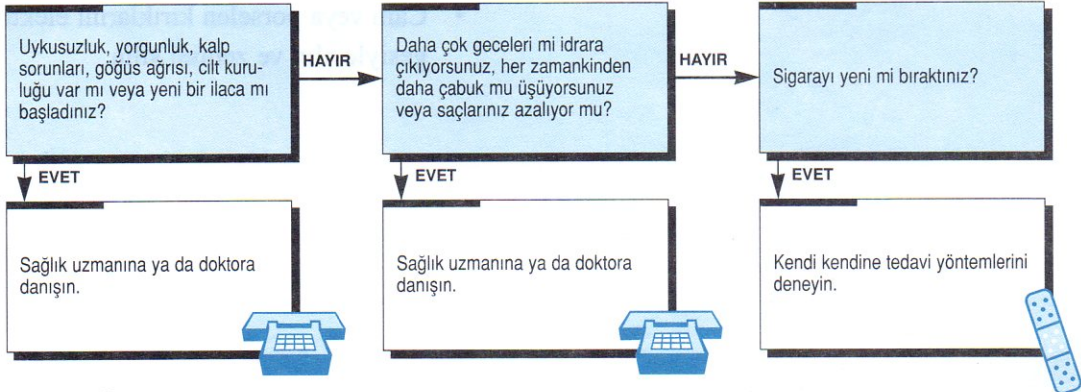 Uykusuzluk, yorgunluk, kalp
sorunları, göğüs ağrısı, cilt kuru-
luğu var mı veya yeni bir ilaca mı
başladınız?
HAYIR
Daha çok geceleri mi idrara
çıkıyorsunuz, her zamankinden
daha çabuk mu üşüyorsunuz
veya saçlarınız azalıyor mu?
HAYIR
Sigarayı yeni mi bıraktınız?
EVET
EVET
EVET
Sağlık uzmanına ya da doktora
danışın.
Sağlık uzmanına ya da doktora
danışın.
Kendi kendine tedavi yöntemlerini
deneyin.